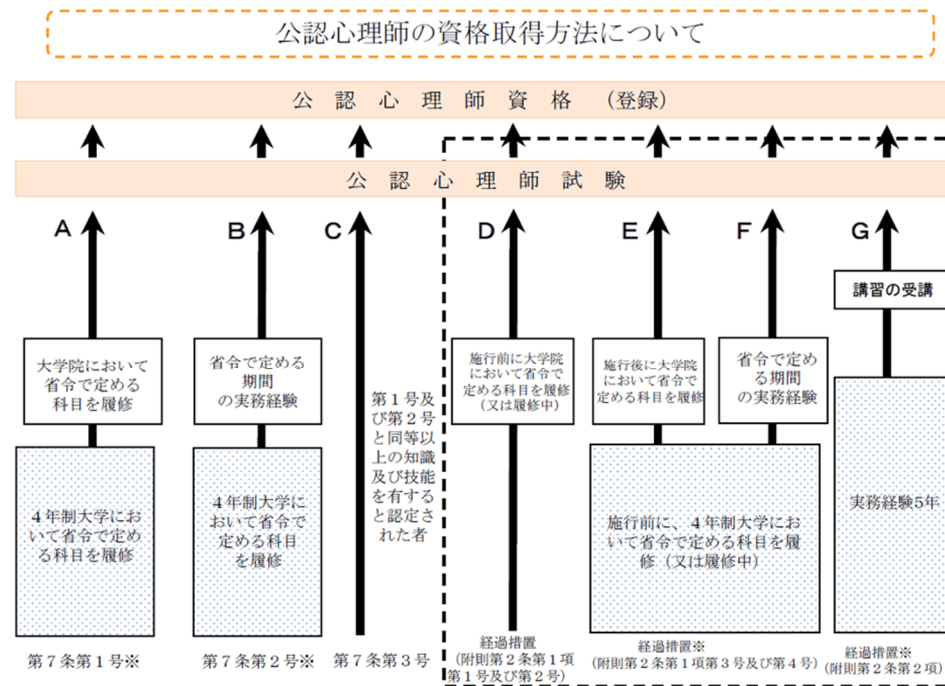 公認心理師の資格取得方法について
公認心理師資格 (登録)
公認心理師試験
A
B
C
D
E
F
G
講習の受講
大学院において
省令で定める
科目を履修
省令で定める
期間
の実務経験
第１号及
び第２号
と同等以
上の知識
及び技能
を有する
と認定さ
れた者
施行前に大学院
において省令で
定める科目を履修
(又は履修中)
施行後に大学院
において省令で
定める科目を履修
省令で定め
る期間
の実務経験
４年制大学にお
いて省令で定め
る科目を履修
４年制大学に
おいて省令で
定める科目
を履修
施行前に、４年制大学にお
いて省令で定める科目を履
修（又は履修中）
実務経験5年
第７条第１号※
第７条第２号※
第７条第３号
経過措置
(附則第２条第１項
第１号及び第２号)
経過措置※
(附則第２条第１項第３号及び第４号)
経過措置※
(附則第２条第２項)